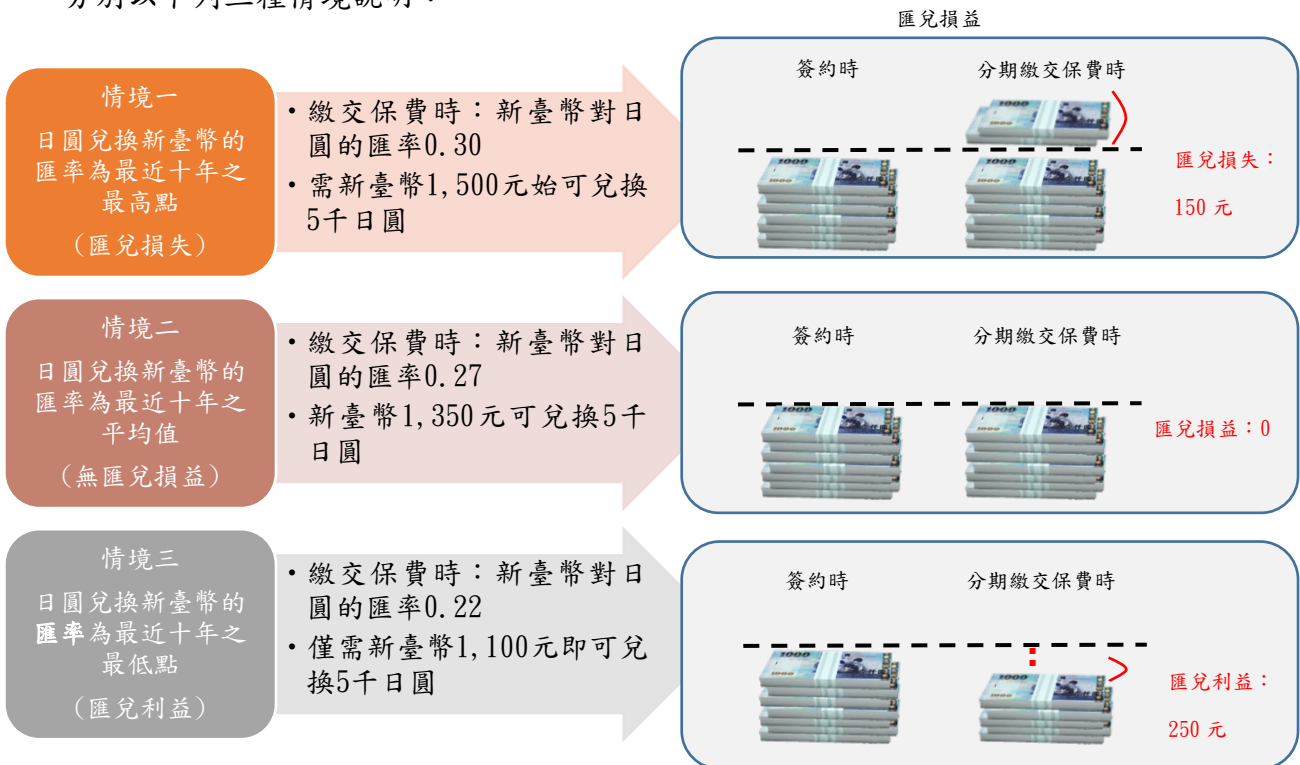 分別以下列三種情境說明：
匯兌損益
情境一
日圓兌換新臺幣的
匯率為最近十年之
最高點
（匯兌損失）
・繳交保費時：新臺幣對日
圓的匯率0.30
・需新臺幣1,500元始可兌換
5千日圓
簽約時
分期繳交保費時
匯兌損失：
150 元
情境二
日圓兌換新臺幣的
匯率為最近十年之
平均值
（無匯兌損益）
・繳交保費時：新臺幣對日
圓的匯率0.27
・新臺幣1,350元可兌換5千
日圓
簽約時
分期繳交保費時
匯兌損益：0
情境三
日圓兌換新臺幣的
匯率為最近十年之
最低點
（匯兌利益）
・繳交保費時：新臺幣對日
圓的匯率0.22
・僅需新臺幣1,100元即可兌
換5千日圓
簽約時
分期繳交保費時
匯兌利益：
250 元